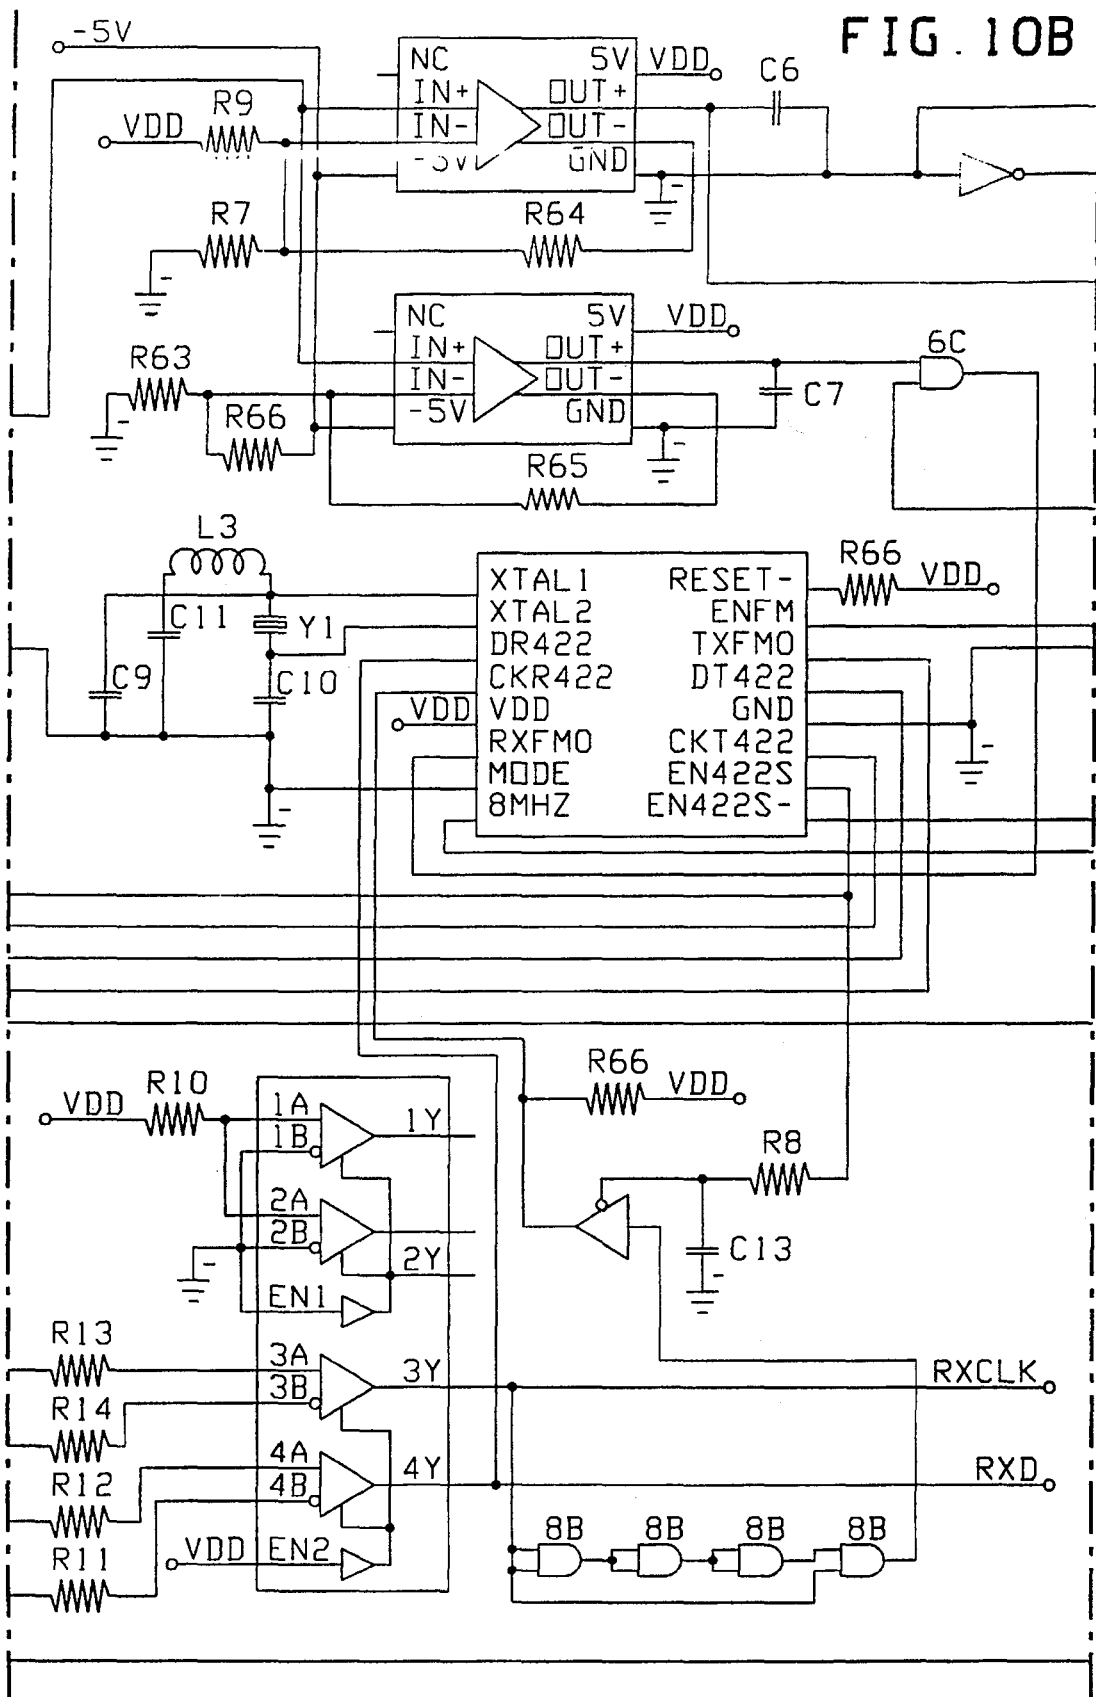 FIG. 10B
-5V
NC 5V VDD
C6
IN+ OUT+
R9
VDD
IN- OUT-
-5V GND
R7
R64
NC 5V VDD
IN+ OUT+
6C
R63
IN- OUT-
-5V GND
C7
R66
R65
L3
R66
XTAL1 RESET- VDD
XTAL2 ENFM
C11
Y1
DR422 TXFMO
CKR422 DT422
C9
C10
VDD
VDD GND
RXFMO CKT422
MODE EN422S
8MHZ EN422S-
R66
VDD
R10
VDD
1A
1B
1Y
R8
2A
2B
2Y
C13
EN1
R13
3A
3B
3Y
RXCLK
R14
4A
4B
4Y
RXD
R12
8B 8B 8B 8B
R11
VDD EN2